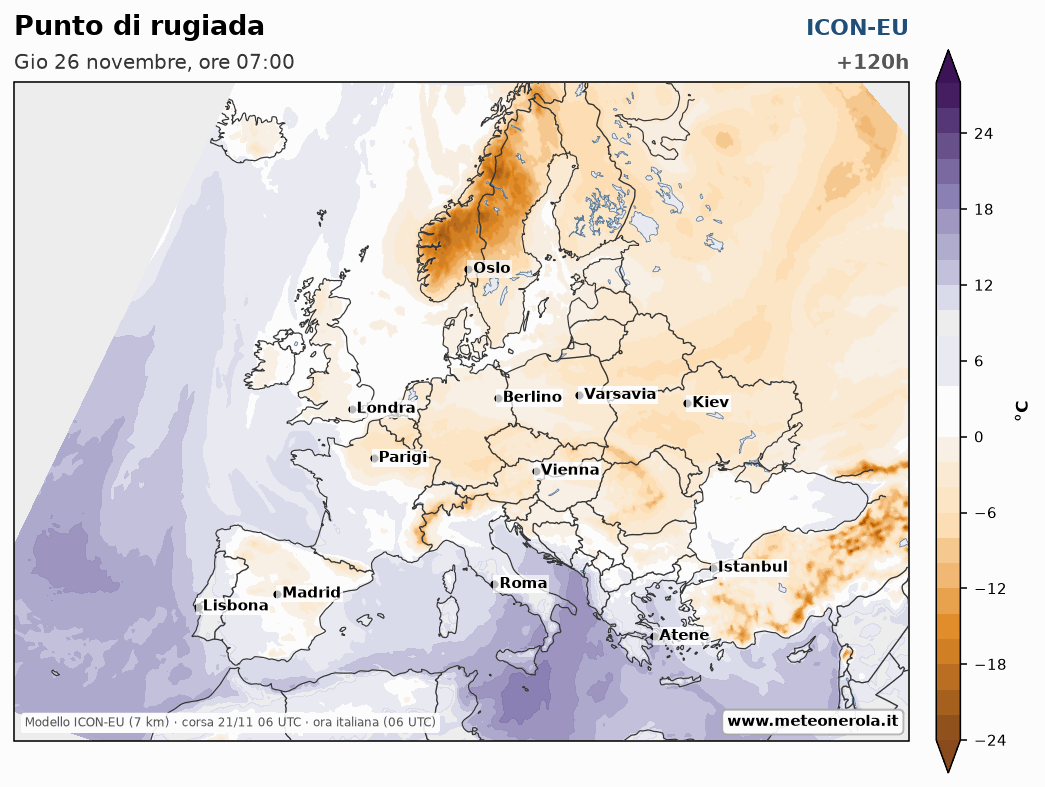 Punto di rugiada
ICON-EU
Gio 26 novembre, ore 07:00
+120h
24
18
12
6
0
−6
−12
−18
−24
°C
Oslo
Londra
Berlino
Varsavia
Kiev
Parigi
Vienna
Istanbul
Madrid
Roma
Lisbona
Atene
Modello ICON-EU (7 km) · corsa 21/11 06 UTC · ora italiana (06 UTC)
www.meteonerola.it